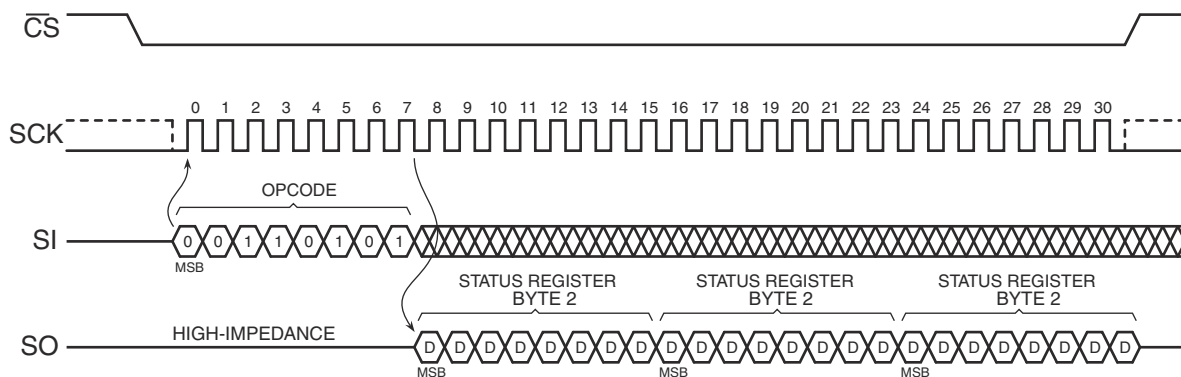 CS
SCK
0 1 2 3 4 5 6 7 8 9 10 11 12 13 14 15 16 17 18 19 20 21 22 23 24 25 26 27 28 29 30
OPCODE
SI
0 0 1 1 0 1 0 1
MSB
STATUS REGISTER BYTE 2
STATUS REGISTER BYTE 2
STATUS REGISTER BYTE 2
SO
HIGH-IMPEDANCE
D D D D D D D D D D D D D D D D D D D D D D D D
MSB MSB MSB